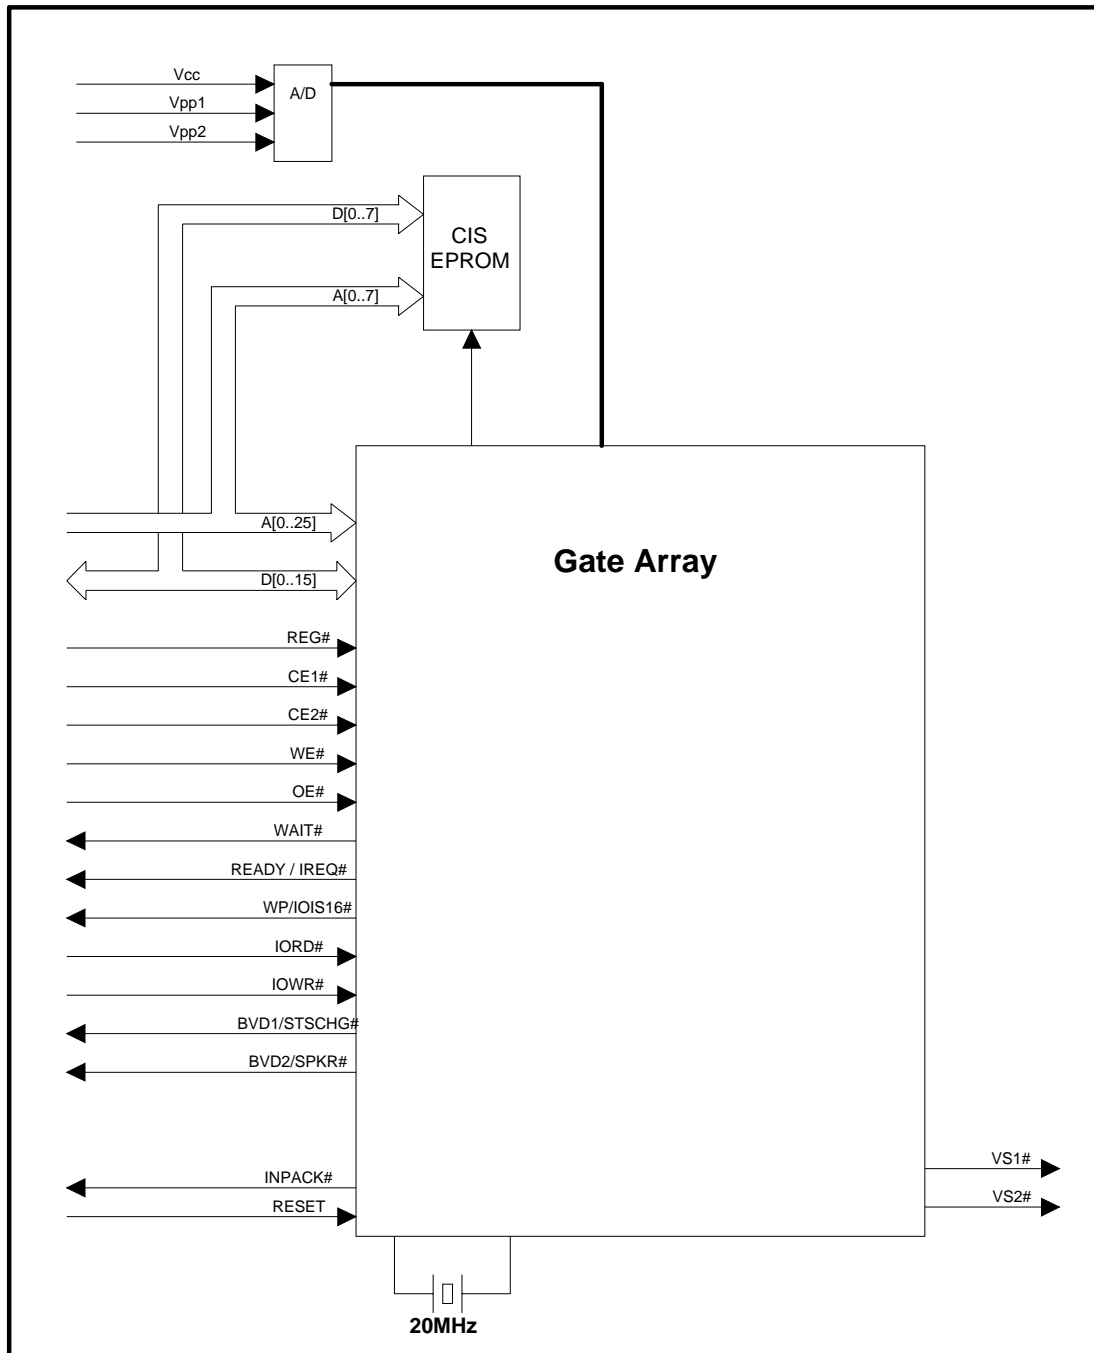 Vcc
A/D
Vpp1
Vpp2
D[0..7]
CIS
EPROM
A[0..7]
A[0..25]
Gate Array
D[0..15]
REG#
CE1#
CE2#
WE#
OE#
WAIT#
READY / IREQ#
WP/IOIS16#
IORD#
IOWR#
BVD1/STSCHG#
BVD2/SPKR#
VS1#
INPACK#
VS2#
RESET
20MHz